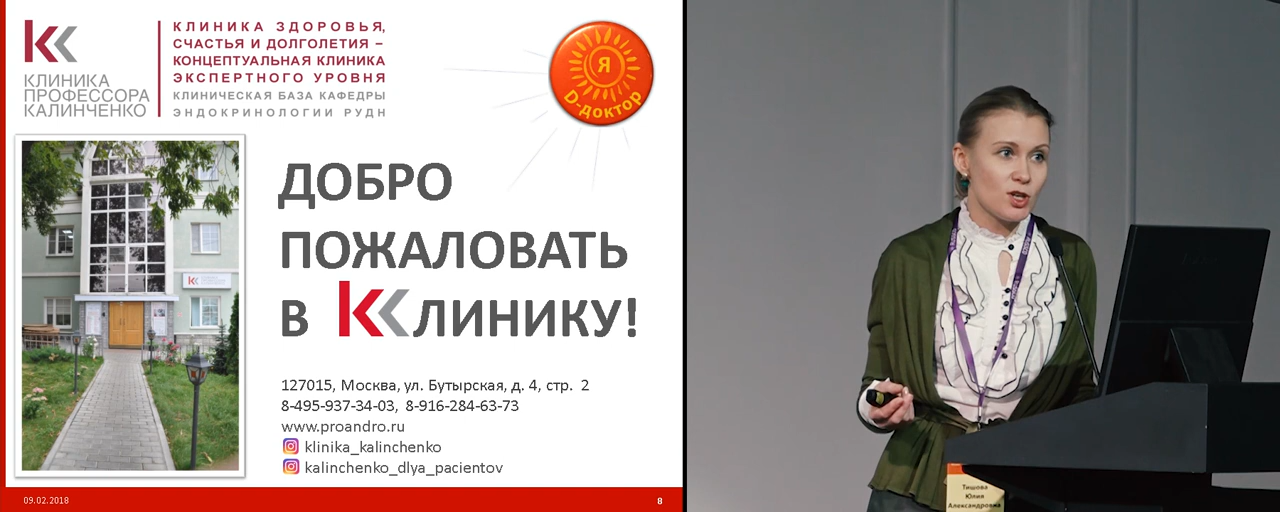 КЛИНИКА
ПРОФЕССОРА
КАЛИНЧЕНКО
КЛИНИКА ЗДОРОВЬЯ,
СЧАСТЬЯ И ДОЛГОЛЕТИЯ –
КОНЦЕПТУАЛЬНАЯ КЛИНИКА
ЭКСПЕРТНОГО УРОВНЯ
КЛИНИЧЕСКАЯ БАЗА КАФЕДРЫ
ЭНДОКРИНОЛОГИИ РУДН
Я
D-доктор
ДОБРО
ПОЖАЛОВАТЬ
В КЛИНИКУ!
127015, Москва, ул. Бутырская, д. 4, стр. 2
8-495-937-34-03, 8-916-284-63-73
www.proandro.ru
klinika_kalinchenko
kalinchenko_dlya_pacientov
09.02.2018
8
Тишова
Юлия
Александровна